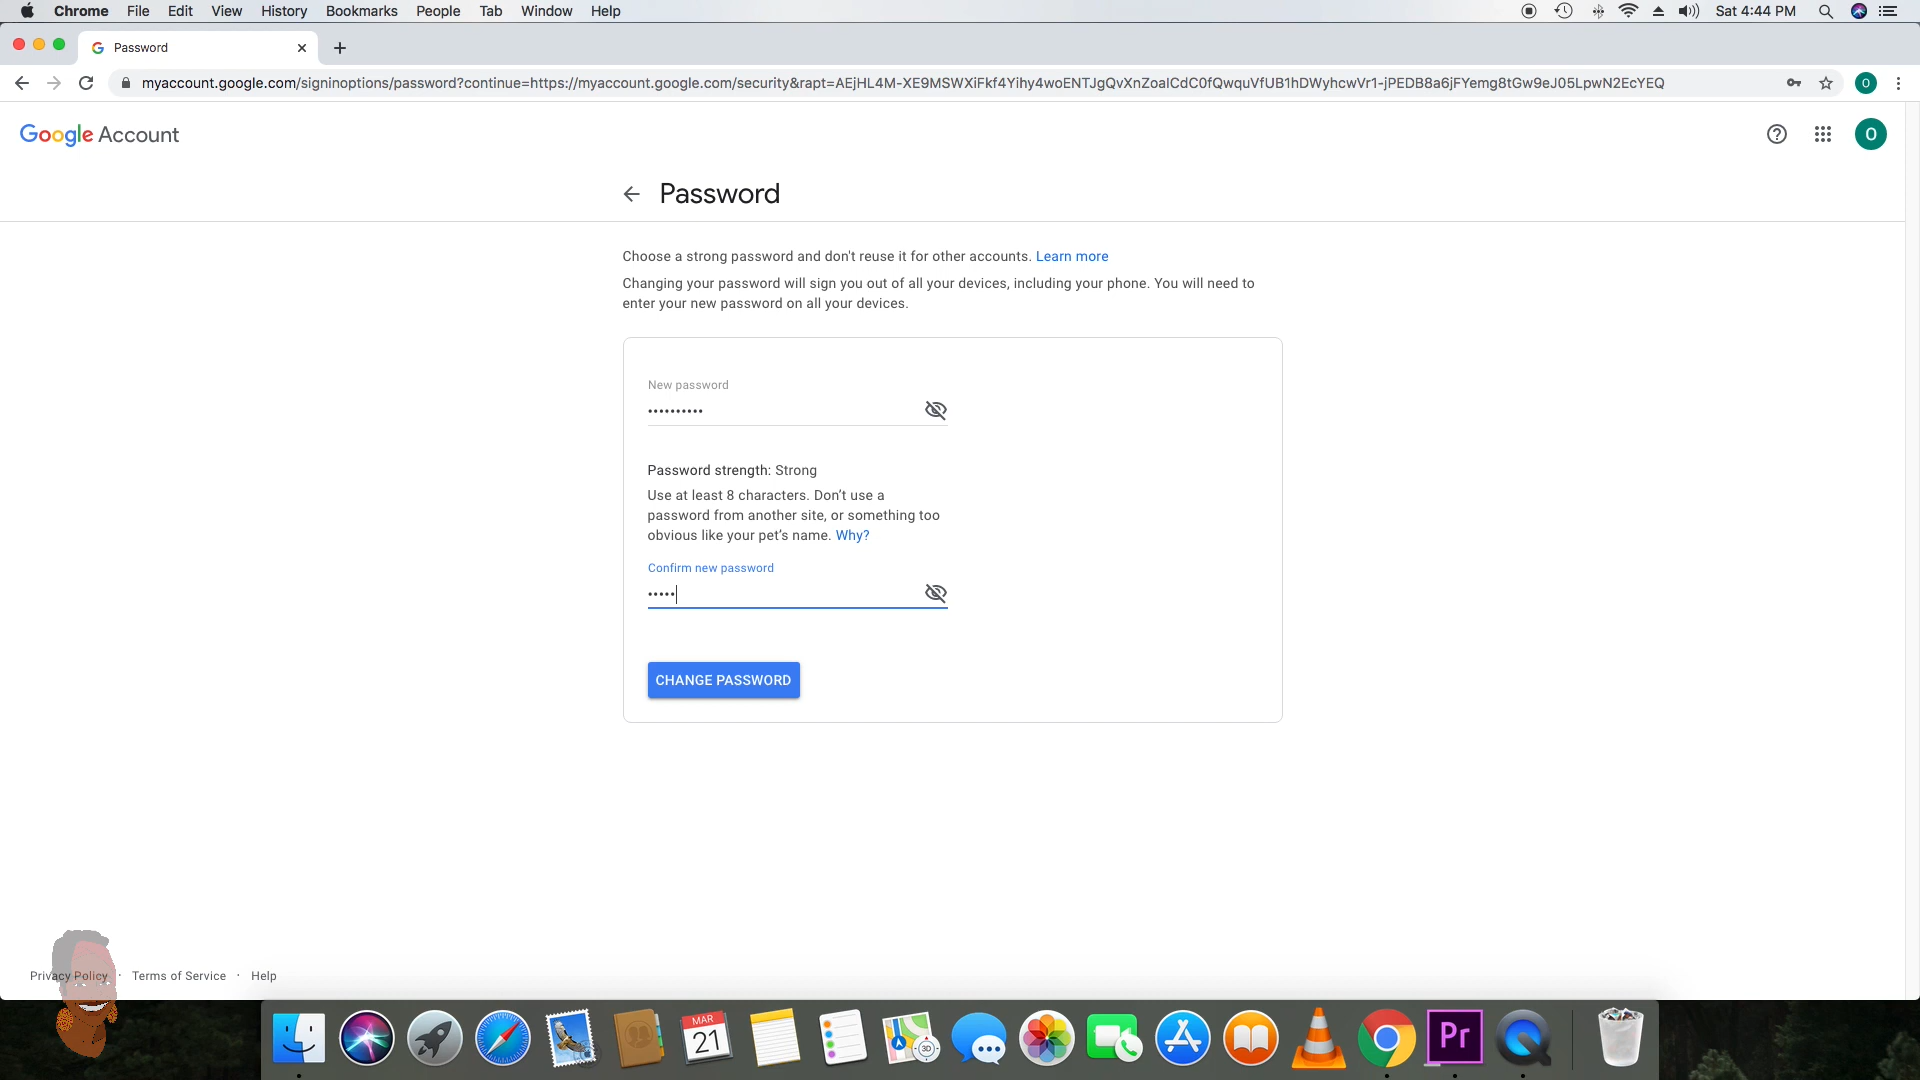 Chrome File Edit View History Bookmarks People Tab Window Help Sat 4:44 PM
Password
myaccount.google.com/signinoptions/password?continue=https://myaccount.google.com/security&rapt=AEjHL4M-XE9MSWXiFkf4Yihy4woENTJgQvXnZoalCdC0fQwquVfUB1hDWyhcwVr1-jPEDB8a6jFYemg8tGw9eJ05LpwN2EcYEQ O
Google Account O
Password
Choose a strong password and don't reuse it for other accounts. Learn more
Changing your password will sign you out of all your devices, including your phone. You will need to
enter your new password on all your devices.
New password
••••••••••
Password strength: Strong
Use at least 8 characters. Don't use a
password from another site, or something too
obvious like your pet's name. Why?
Confirm new password
•••••
CHANGE PASSWORD
Privacy Policy · Terms of Service · Help
MAR
21
3D
Pr